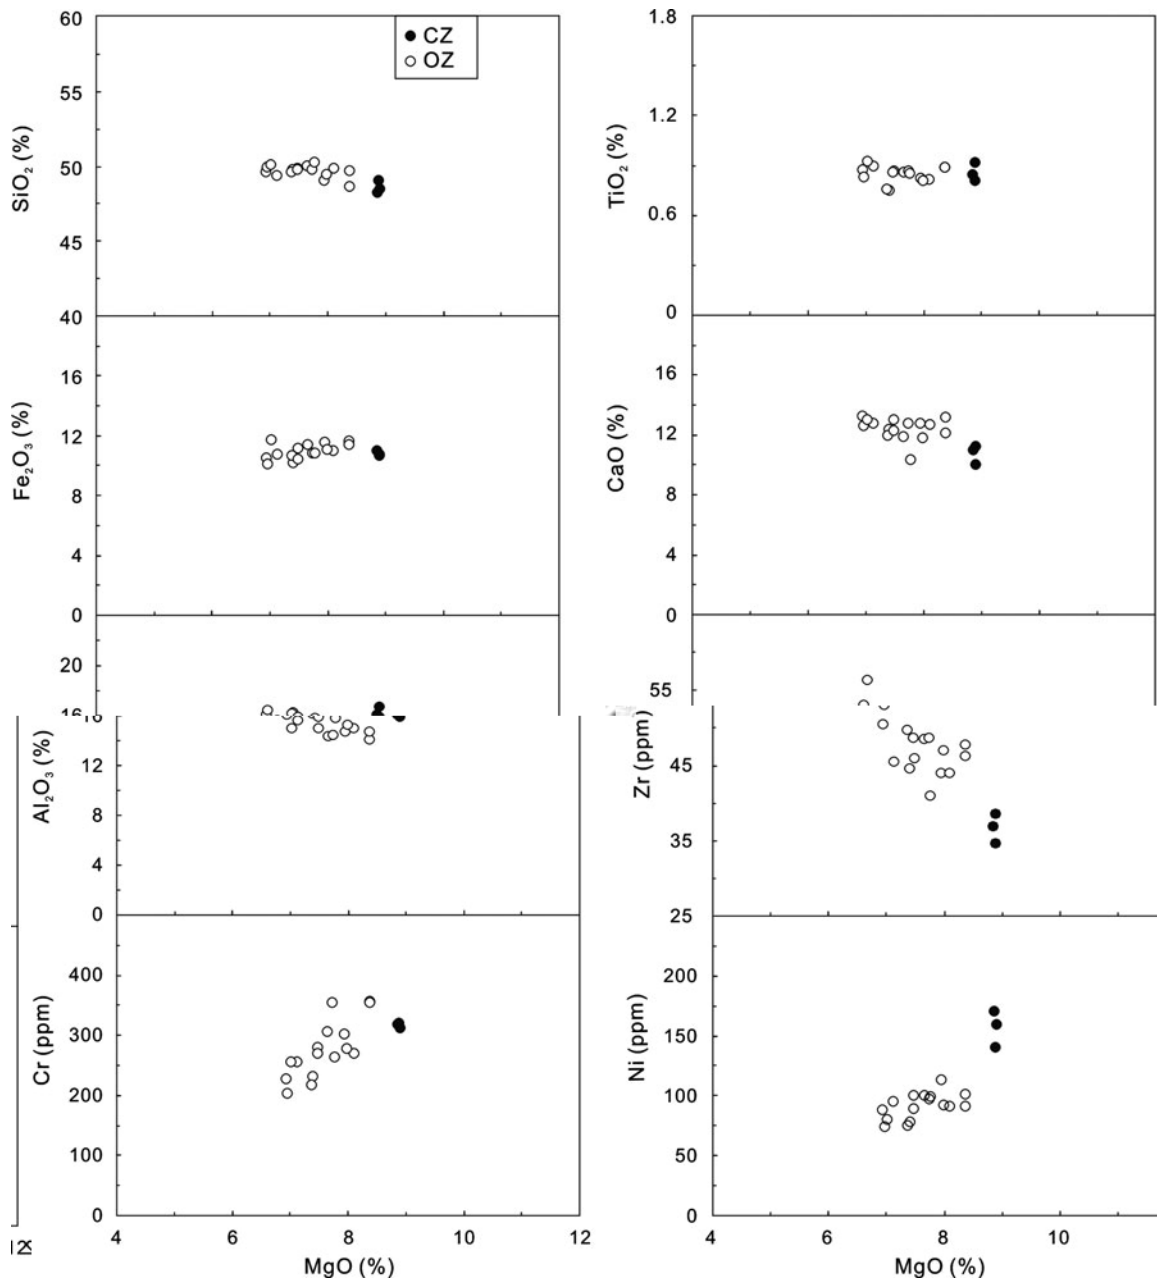 60
55
50
45
40
SiO₂ (%)
CZ
OZ
1.8
1.2
0.6
0
TiO₂ (%)
16
12
8
4
0
Fe₂O₃ (%)
16
12
8
4
0
CaO (%)
20
16
12
8
4
0
Al₂O₃ (%)
55
45
35
25
Zr (ppm)
400
300
200
100
0
Cr (ppm)
200
150
100
50
0
Ni (ppm)
4 6 8 10 12
MgO (%)
4 6 8 10
MgO (%)